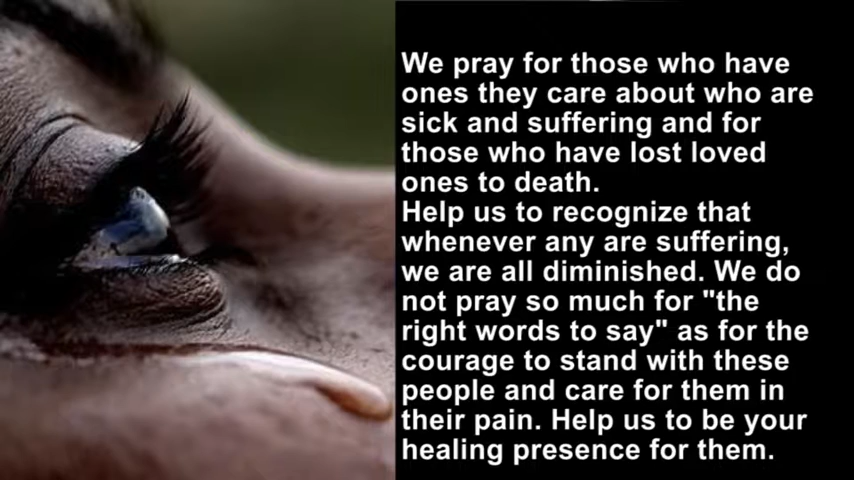 We pray for those who have
ones they care about who are
sick and suffering and for
those who have lost loved
ones to death.
Help us to recognize that
whenever any are suffering,
we are all diminished. We do
not pray so much for "the
right words to say" as for the
courage to stand with these
people and care for them in
their pain. Help us to be your
healing presence for them.